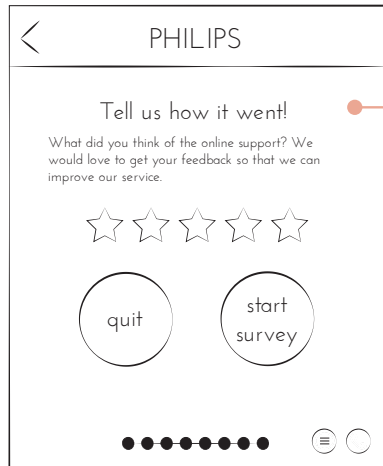 PHILIPS
Tell us how it went!
What did you think of the online support? We
would love to get your feedback so that we can
improve our service.
quit
start
survey